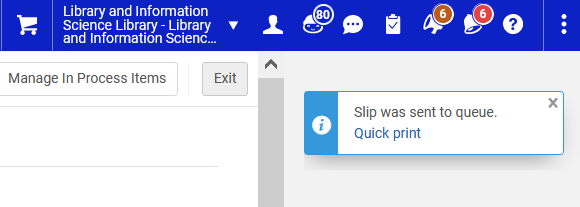 Library and Information
Science Library - Library
and Information Scienc...
80
6
6
?
Manage In Process Items
Exit
Slip was sent to queue.
Quick print